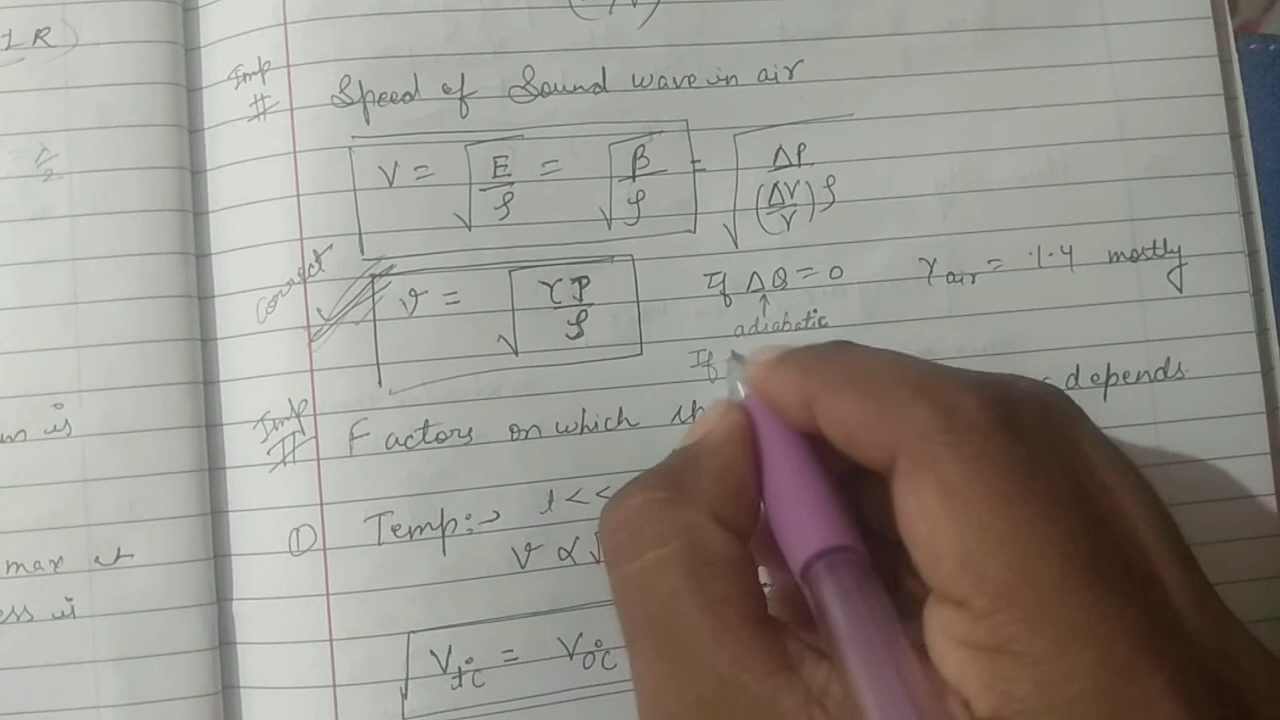 1R)
Imp
# Speed of Sound wave in air
V = √(E/ρ) = √(B/ρ) = √(ΔP/((ΔV/V)ρ))
Correct
v = √(γP/ρ) If ΔQ = 0 γair = 1.4 mostly
adiabatic
If
Imp
# Factors on which depends
① Temp:→ t <<
v ∝ √
Vt°C = V0°C
max at